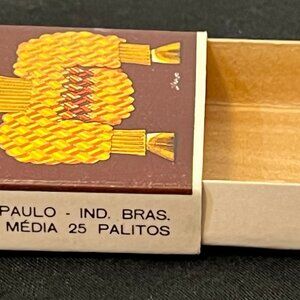 PAULO - IND. BRAS.
MÉDIA 25 PALITOS